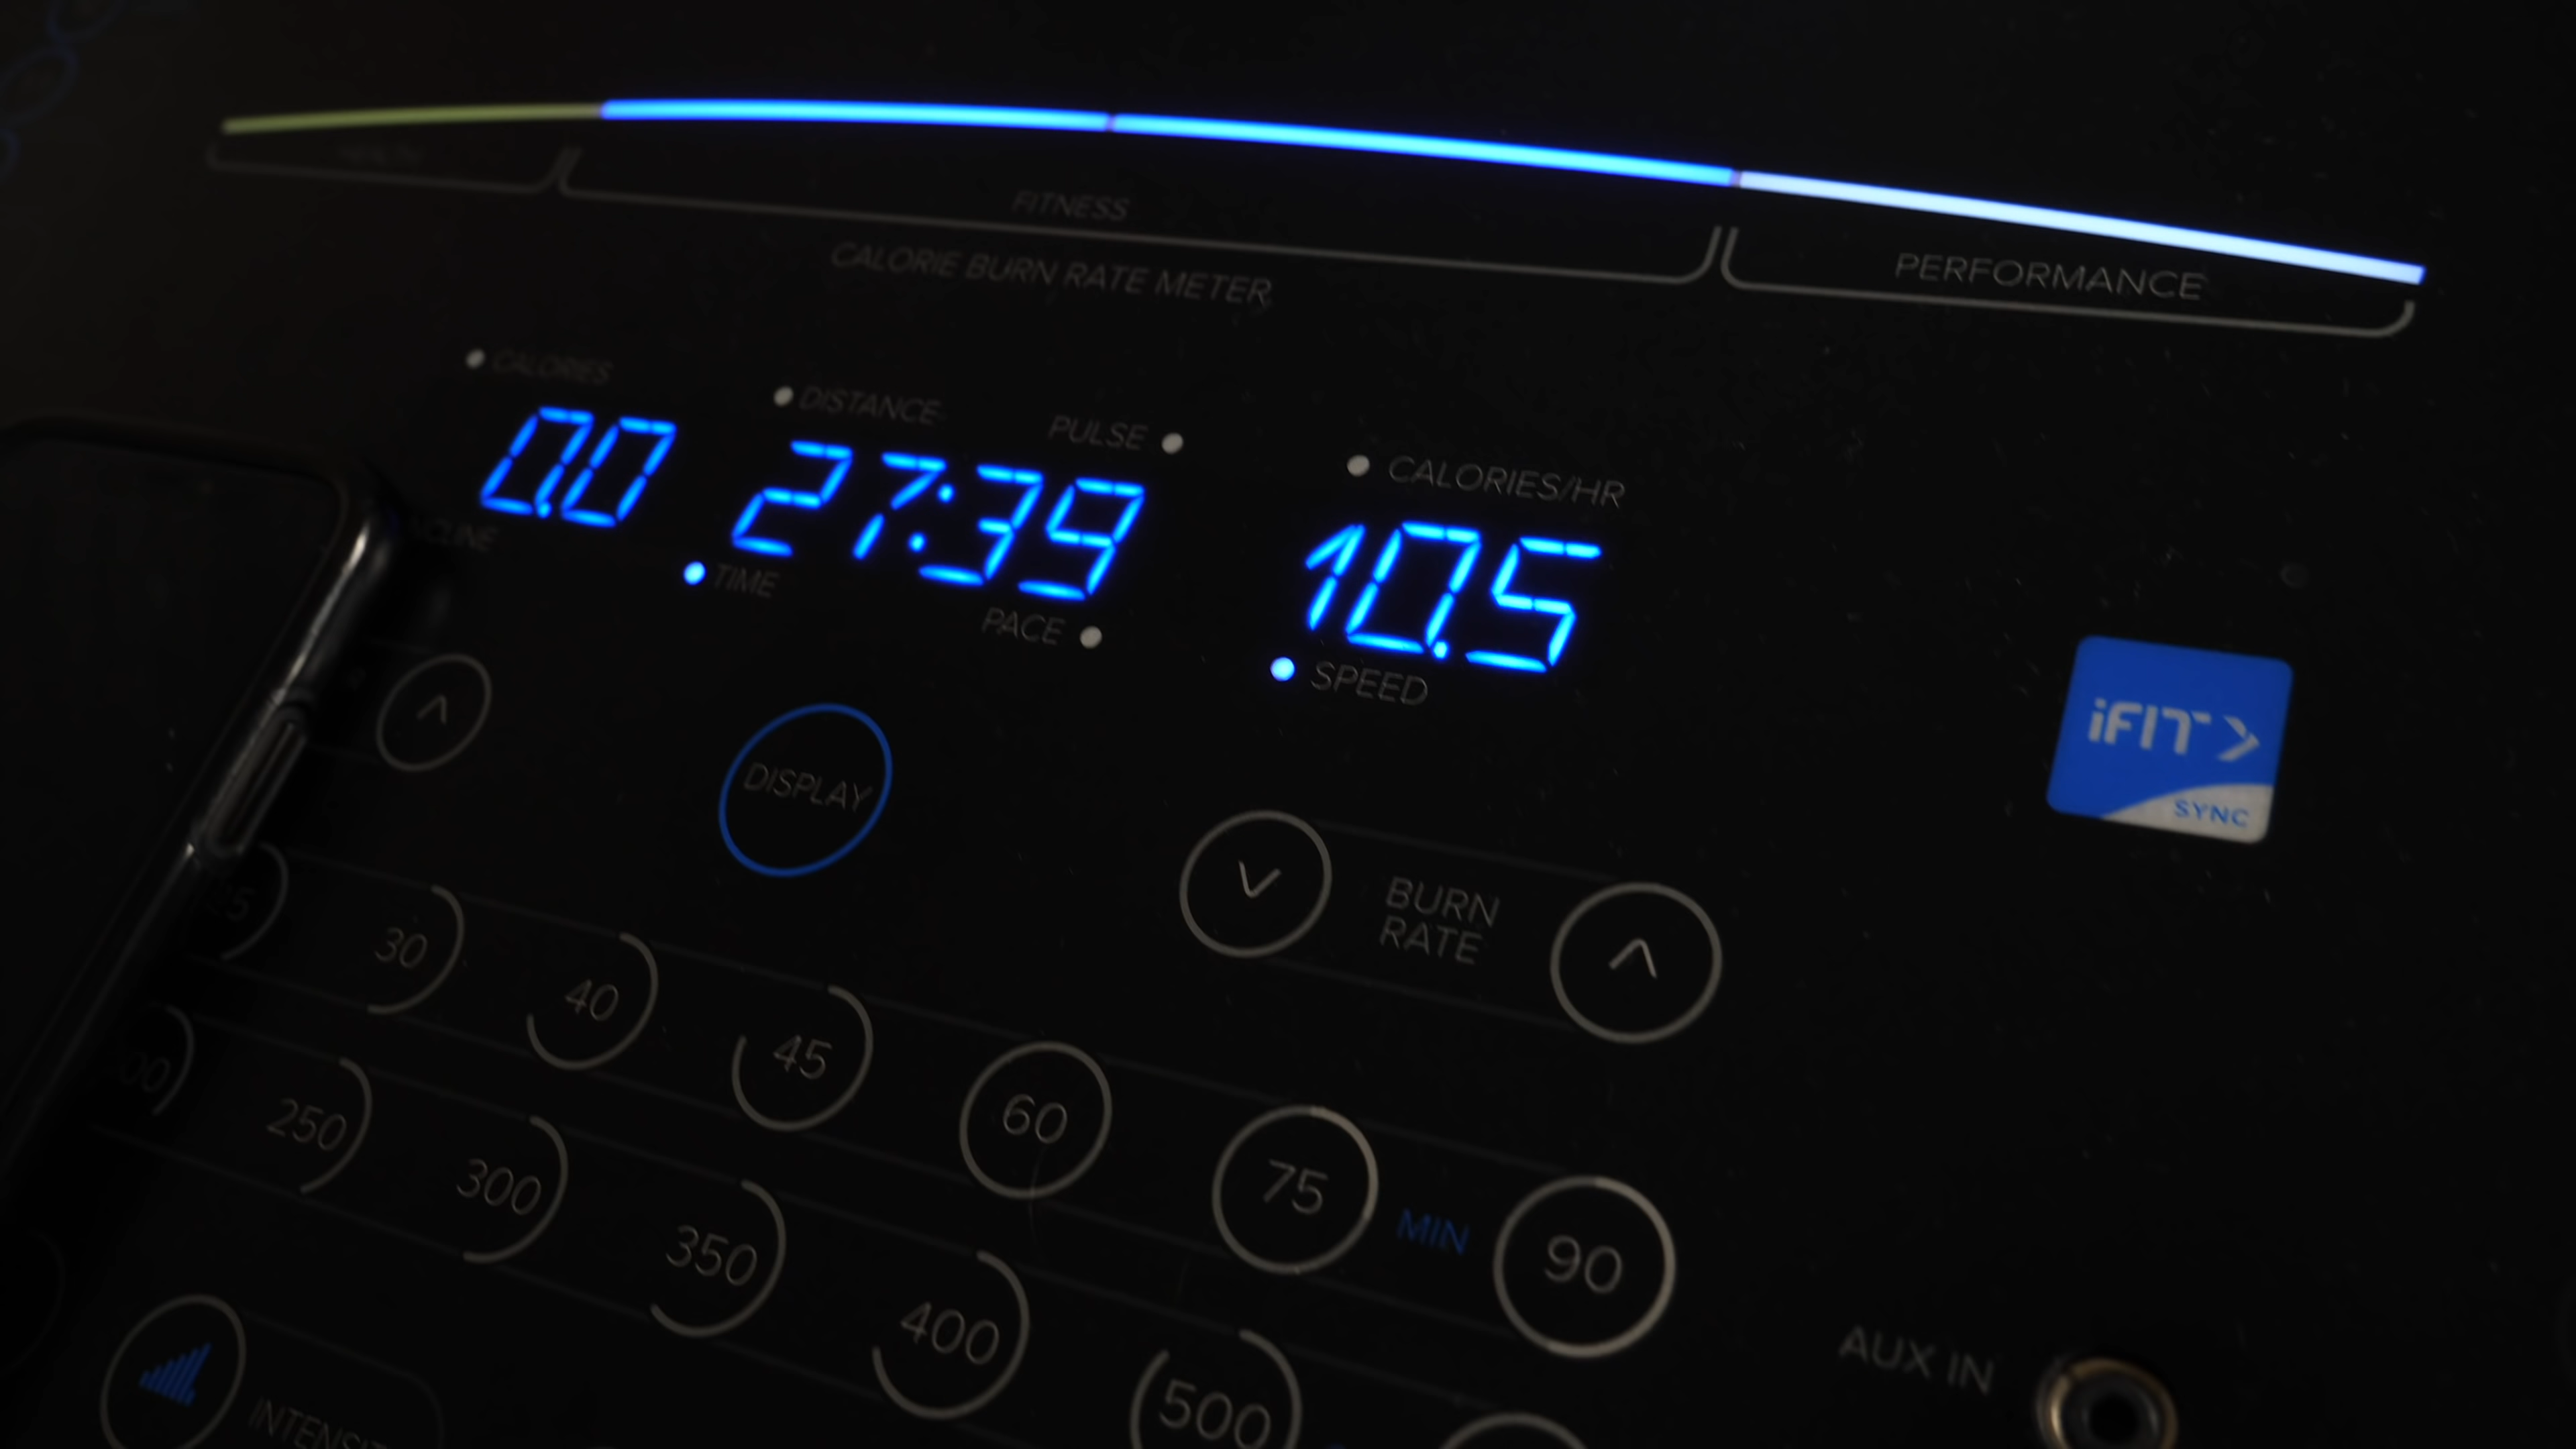 HEALTH
FITNESS
CALORIE BURN RATE METER
PERFORMANCE
CALORIES
DISTANCE
PULSE
CALORIES/HR
0.0
27:39
10.5
TIME
PACE
SPEED
DISPLAY
iFIT
SYNC
BURN
RATE
30
40
45
60
75
MIN
90
250
300
350
400
500
AUX IN